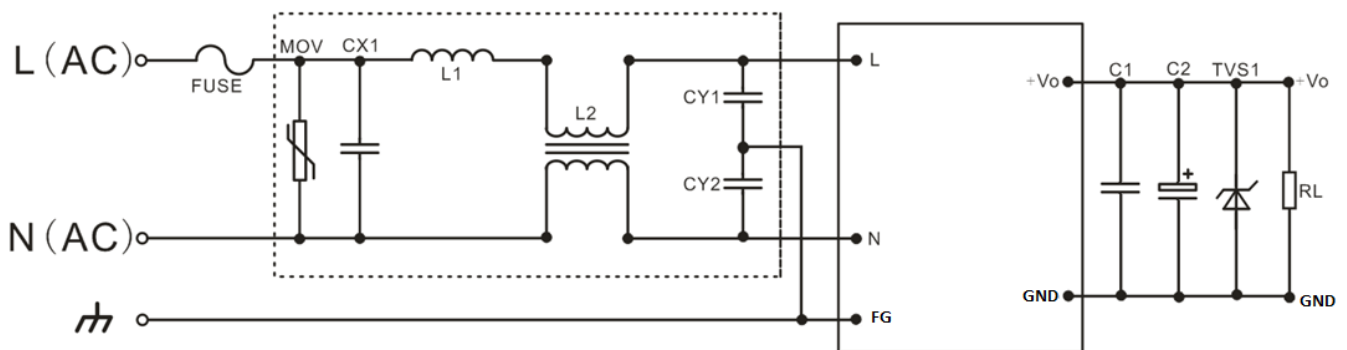 L (AC)
FUSE
MOV
CX1
L1
L2
CY1
CY2
L
N (AC)
N
FG
+Vo
C1
C2
TVS1
+Vo
+
RL
GND
GND